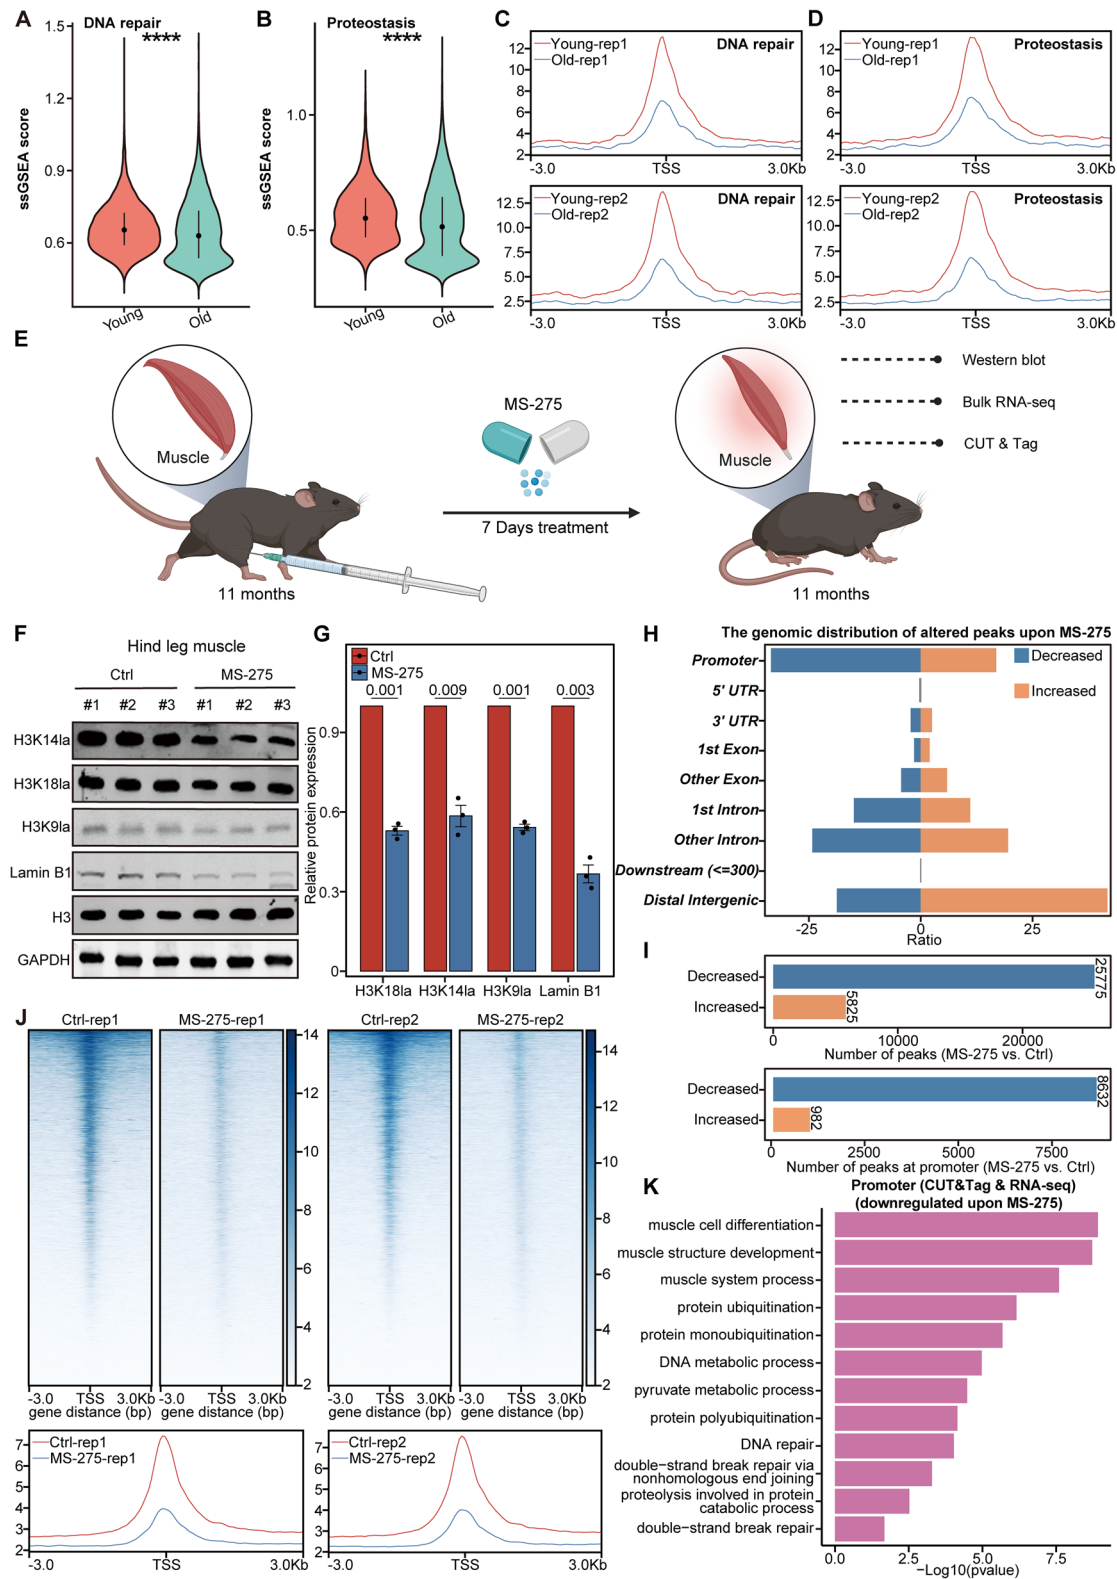 A
DNA repair
****
ssGSEA score
1.5
1.2
0.9
0.6
Young
Old
B
Proteostasis
****
ssGSEA score
1.0
0.5
Young
Old
C
Young-rep1
Old-rep1
DNA repair
12
10
8
6
4
2
-3.0
TSS
3.0Kb
Young-rep2
Old-rep2
DNA repair
12.5
10.0
7.5
5.0
2.5
-3.0
TSS
3.0Kb
D
Young-rep1
Old-rep1
Proteostasis
12
10
8
6
4
2
-3.0
TSS
3.0Kb
Young-rep2
Old-rep2
Proteostasis
12.5
10.0
7.5
5.0
2.5
-3.0
TSS
3.0Kb
E
Muscle
11 months
MS-275
7 Days treatment
Muscle
11 months
Western blot
Bulk RNA-seq
CUT & Tag
F
Hind leg muscle
Ctrl
MS-275
#1 #2 #3 #1 #2 #3
H3K14la
H3K18la
H3K9la
Lamin B1
H3
GAPDH
G
Ctrl
MS-275
0.001
0.009
0.001
0.003
Relative protein expression
0.9
0.6
0.3
0
H3K18la
H3K14la
H3K9la
Lamin B1
H
The genomic distribution of altered peaks upon MS-275
Decreased
Increased
Promoter
5' UTR
3' UTR
1st Exon
Other Exon
1st Intron
Other Intron
Downstream (<=300)
Distal Intergenic
-25
0
25
Ratio
I
Decreased
25775
Increased
5825
0
10000
20000
Number of peaks (MS-275 vs. Ctrl)
Decreased
8632
Increased
982
0
2500
5000
7500
Number of peaks at promoter (MS-275 vs. Ctrl)
J
Ctrl-rep1
MS-275-rep1
14
12
10
8
6
4
2
-3.0 TSS 3.0Kb
gene distance (bp)
-3.0 TSS 3.0Kb
gene distance (bp)
Ctrl-rep2
MS-275-rep2
14
12
10
8
6
4
2
-3.0 TSS 3.0Kb
gene distance (bp)
-3.0 TSS 3.0Kb
gene distance (bp)
Ctrl-rep1
MS-275-rep1
7
6
5
4
3
2
-3.0
TSS
3.0Kb
Ctrl-rep2
MS-275-rep2
7
6
5
4
3
2
-3.0
TSS
3.0Kb
K
Promoter (CUT&Tag & RNA-seq)
(downregulated upon MS-275)
muscle cell differentiation
muscle structure development
muscle system process
protein ubiquitination
protein monoubiquitination
DNA metabolic process
pyruvate metabolic process
protein polyubiquitination
DNA repair
double−strand break repair via
nonhomologous end joining
proteolysis involved in protein
catabolic process
double−strand break repair
0.0
2.5
5.0
7.5
−Log10(pvalue)